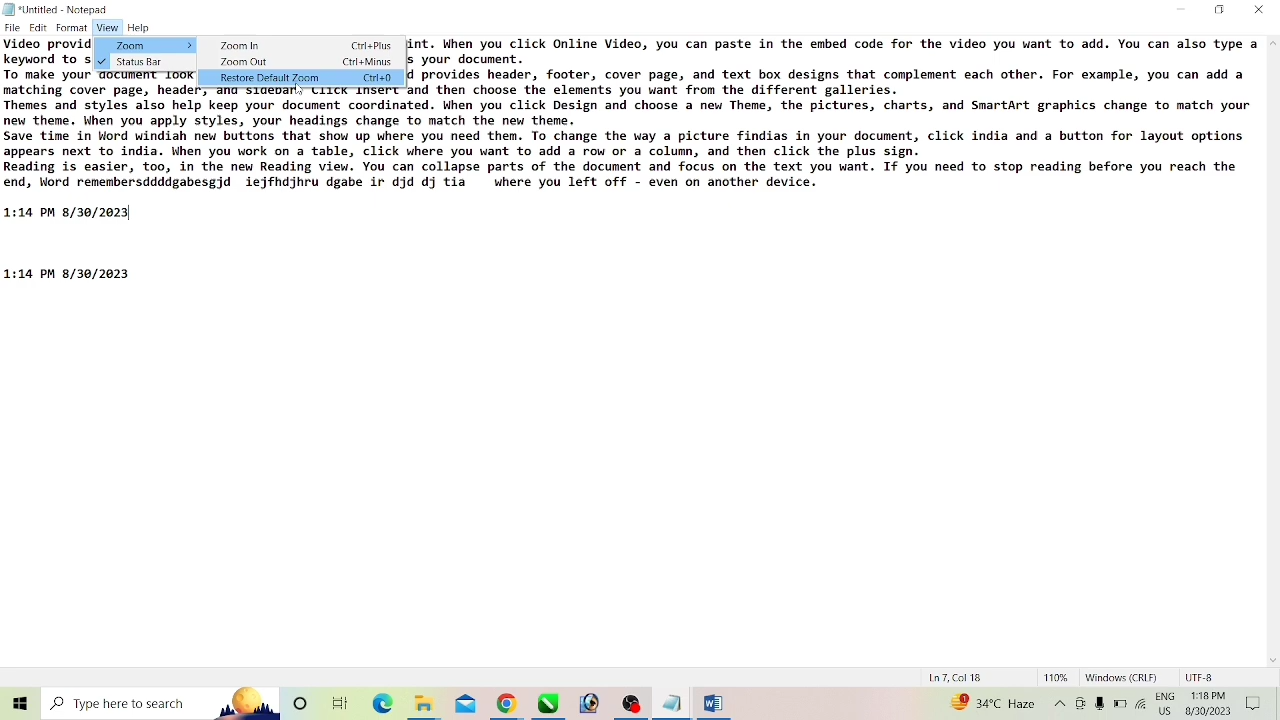 *Untitled - Notepad
File Edit Format View Help
Zoom > Zoom In Ctrl+Plus
Status Bar Zoom Out Ctrl+Minus
Restore Default Zoom Ctrl+0
Video provid int. When you click Online Video, you can paste in the embed code for the video you want to add. You can also type a
keyword to s s your document.
To make your document look d provides header, footer, cover page, and text box designs that complement each other. For example, you can add a
matching cover page, header, and sidebar. Click Insert and then choose the elements you want from the different galleries.
Themes and styles also help keep your document coordinated. When you click Design and choose a new Theme, the pictures, charts, and SmartArt graphics change to match your
new theme. When you apply styles, your headings change to match the new theme.
Save time in Word windiah new buttons that show up where you need them. To change the way a picture findias in your document, click india and a button for layout options
appears next to india. When you work on a table, click where you want to add a row or a column, and then click the plus sign.
Reading is easier, too, in the new Reading view. You can collapse parts of the document and focus on the text you want. If you need to stop reading before you reach the
end, Word remembersddddgabesgjd iejfhdjhru dgabe ir djd dj tia where you left off - even on another device.
1:14 PM 8/30/2023
1:14 PM 8/30/2023
Ln 7, Col 18 110% Windows (CRLF) UTF-8
Type here to search 1 34°C Haze ENG US 1:18 PM 8/30/2023